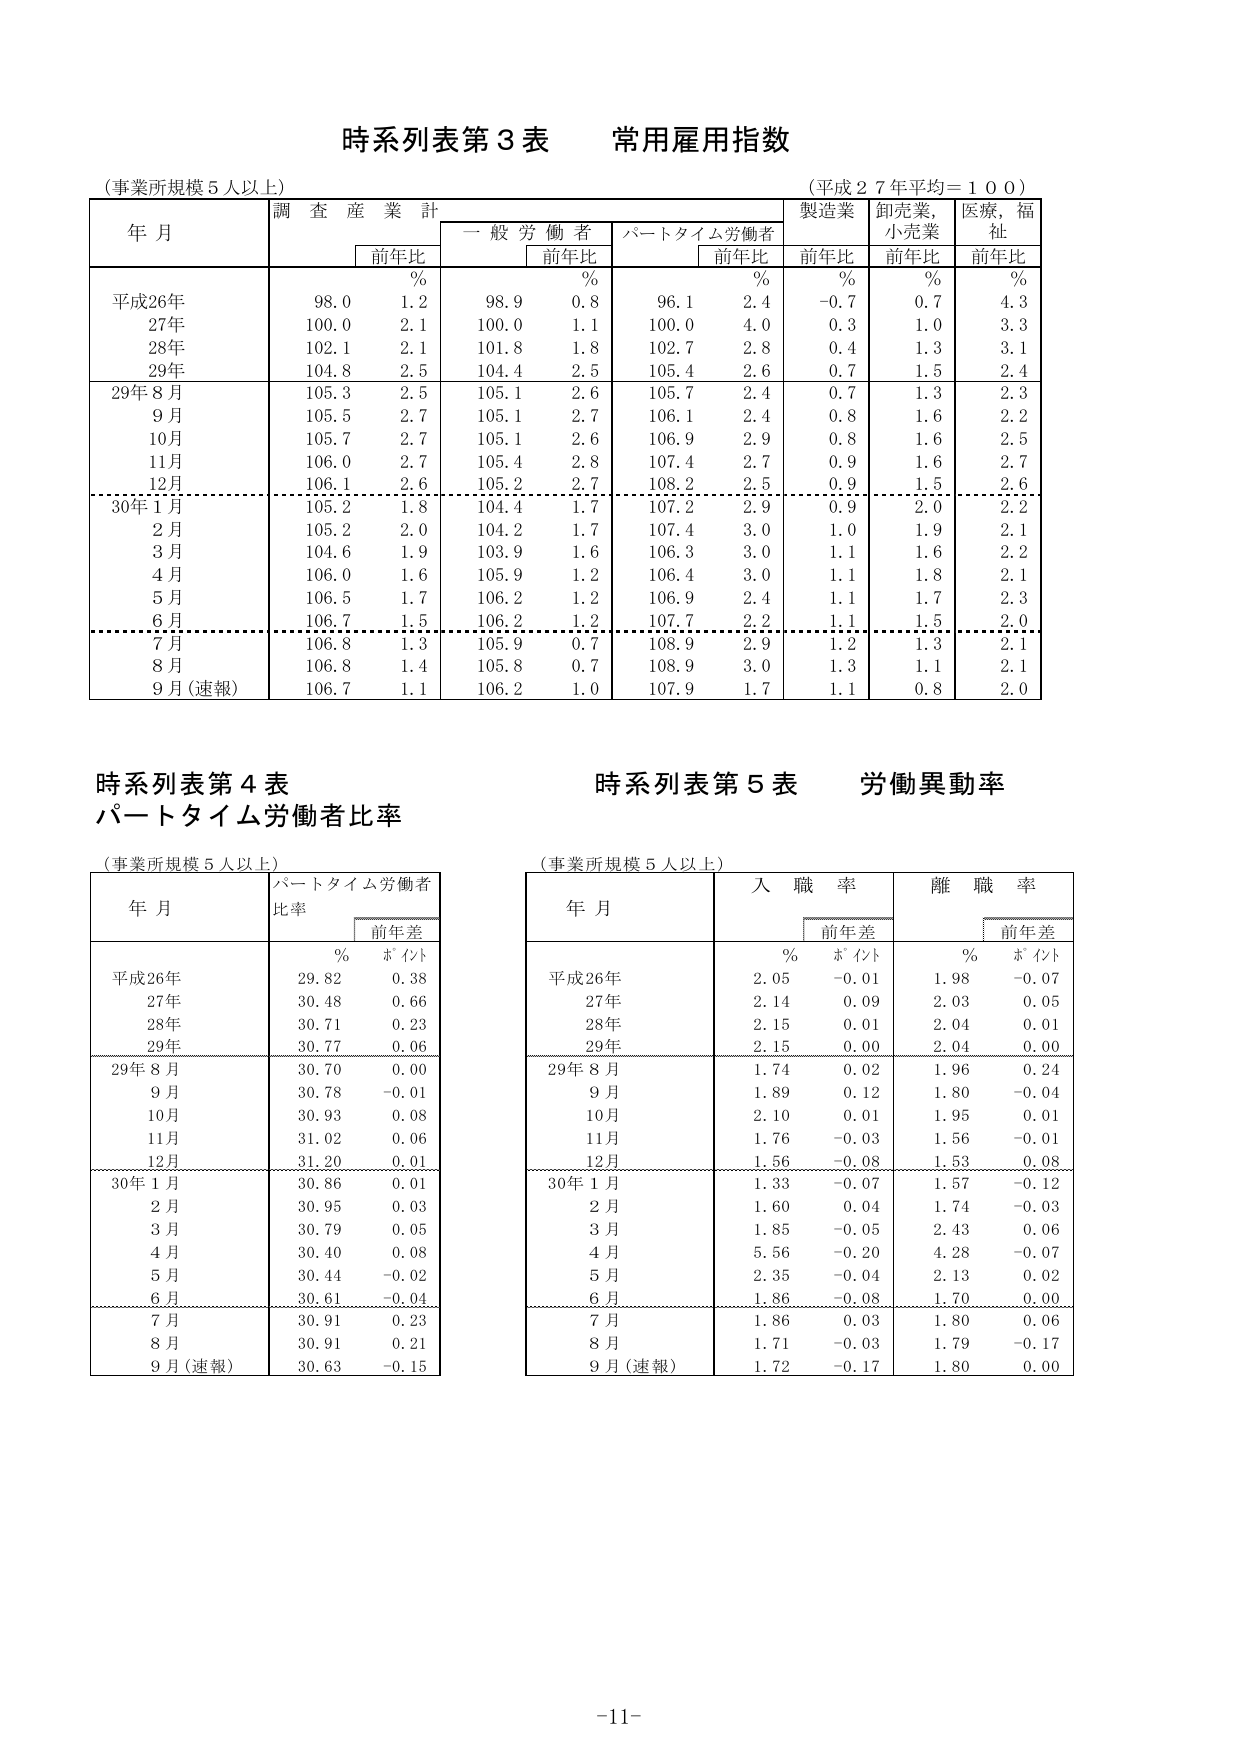 時系列表第３表　　常用雇用指数
（事業所規模５人以上）　（平成２７年平均＝１００）
年 月　調 査 産 業 計　製造業　卸売業,　医療, 福
一 般 労 働 者　パートタイム労働者　小売業　祉
前年比　前年比　前年比　前年比　前年比　前年比
％　％　％　％　％　％
平成26年 98.0 1.2 98.9 0.8 96.1 2.4 -0.7 0.7 4.3
27年 100.0 2.1 100.0 1.1 100.0 4.0 0.3 1.0 3.3
28年 102.1 2.1 101.8 1.8 102.7 2.8 0.4 1.3 3.1
29年 104.8 2.5 104.4 2.5 105.4 2.6 0.7 1.5 2.4
29年８月 105.3 2.5 105.1 2.6 105.7 2.4 0.7 1.3 2.3
９月 105.5 2.7 105.1 2.7 106.1 2.4 0.8 1.6 2.2
10月 105.7 2.7 105.1 2.6 106.9 2.9 0.8 1.6 2.5
11月 106.0 2.7 105.4 2.8 107.4 2.7 0.9 1.6 2.7
12月 106.1 2.6 105.2 2.7 108.2 2.5 0.9 1.5 2.6
30年１月 105.2 1.8 104.4 1.7 107.2 2.9 0.9 2.0 2.2
２月 105.2 2.0 104.2 1.7 107.4 3.0 1.0 1.9 2.1
３月 104.6 1.9 103.9 1.6 106.3 3.0 1.1 1.6 2.2
４月 106.0 1.6 105.9 1.2 106.4 3.0 1.1 1.8 2.1
５月 106.5 1.7 106.2 1.2 106.9 2.4 1.1 1.7 2.3
６月 106.7 1.5 106.2 1.2 107.7 2.2 1.1 1.5 2.0
７月 106.8 1.3 105.9 0.7 108.9 2.9 1.2 1.3 2.1
８月 106.8 1.4 105.8 0.7 108.9 3.0 1.3 1.1 2.1
９月(速報) 106.7 1.1 106.2 1.0 107.9 1.7 1.1 0.8 2.0
時系列表第４表
パートタイム労働者比率
（事業所規模５人以上）
年 月　パートタイム労働者
比率
前年差
％　ﾎﾟｲﾝﾄ
平成26年 29.82 0.38
27年 30.48 0.66
28年 30.71 0.23
29年 30.77 0.06
29年８月 30.70 0.00
９月 30.78 -0.01
10月 30.93 0.08
11月 31.02 0.06
12月 31.20 0.01
30年１月 30.86 0.01
２月 30.95 0.03
３月 30.79 0.05
４月 30.40 0.08
５月 30.44 -0.02
６月 30.61 -0.04
７月 30.91 0.23
８月 30.91 0.21
９月(速報) 30.63 -0.15
時系列表第５表　　労働異動率
（事業所規模５人以上）
年 月　入　職　率　離　職　率
前年差　前年差
％　ﾎﾟｲﾝﾄ　％　ﾎﾟｲﾝﾄ
平成26年 2.05 -0.01 1.98 -0.07
27年 2.14 0.09 2.03 0.05
28年 2.15 0.01 2.04 0.01
29年 2.15 0.00 2.04 0.00
29年８月 1.74 0.02 1.96 0.24
９月 1.89 0.12 1.80 -0.04
10月 2.10 0.01 1.95 0.01
11月 1.76 -0.03 1.56 -0.01
12月 1.56 -0.08 1.53 0.08
30年１月 1.33 -0.07 1.57 -0.12
２月 1.60 0.04 1.74 -0.03
３月 1.85 -0.05 2.43 0.06
４月 5.56 -0.20 4.28 -0.07
５月 2.35 -0.04 2.13 0.02
６月 1.86 -0.08 1.70 0.00
７月 1.86 0.03 1.80 0.06
８月 1.71 -0.03 1.79 -0.17
９月(速報) 1.72 -0.17 1.80 0.00
-11-